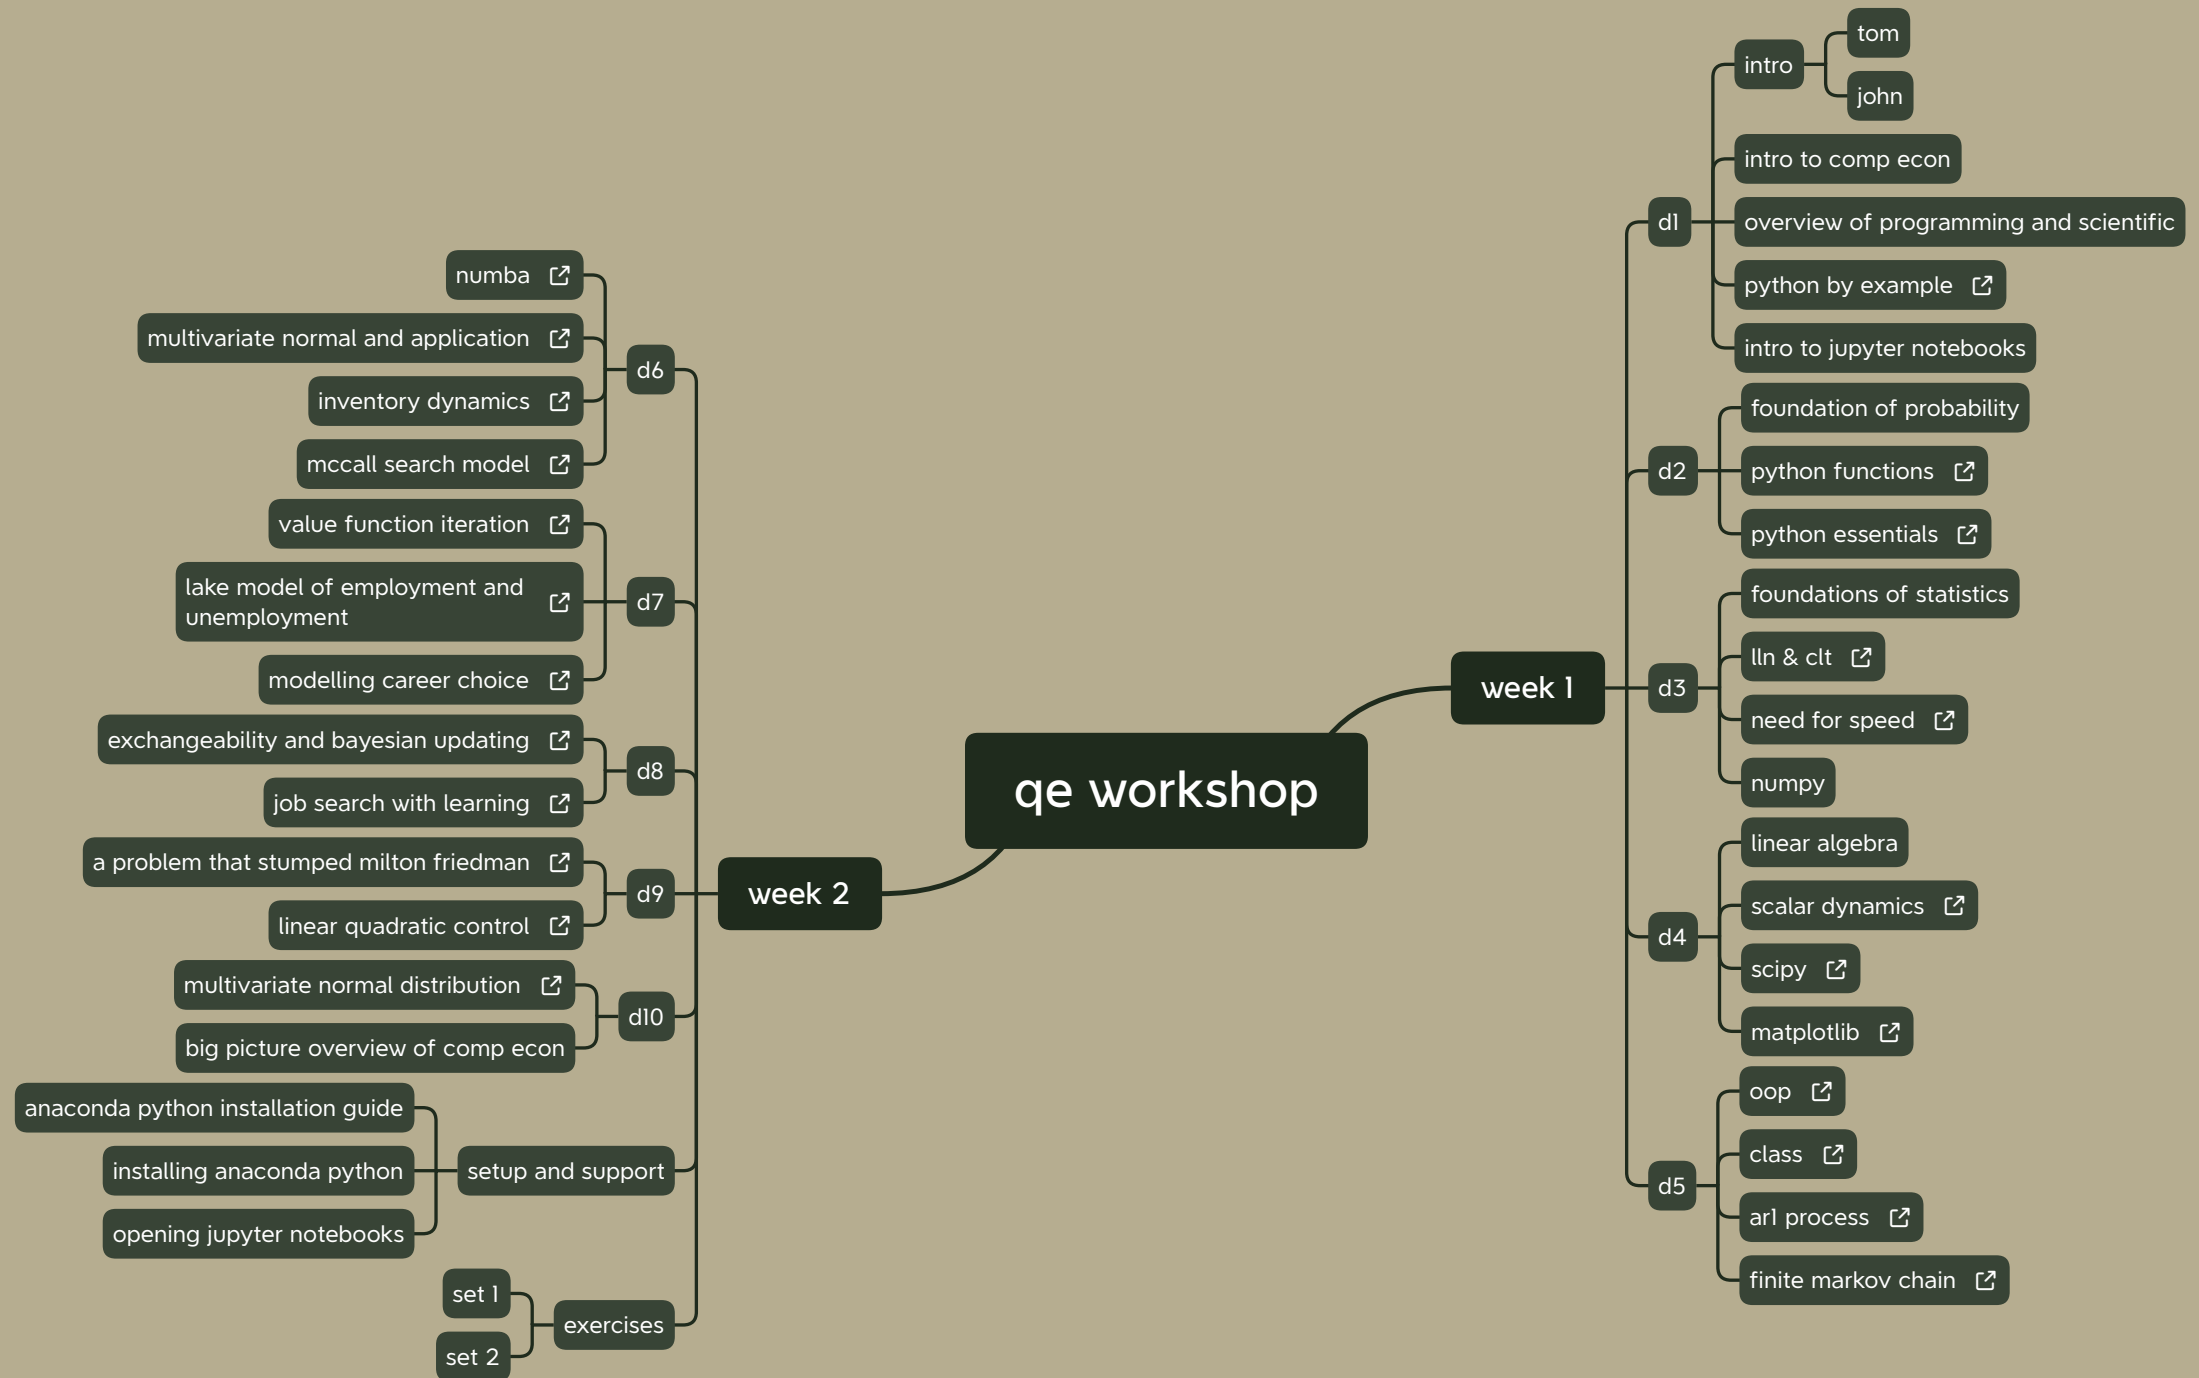 qe workshop
week 1
d1
intro
tom
john
intro to comp econ
overview of programming and scientific
python by example
intro to jupyter notebooks
d2
foundation of probability
python functions
python essentials
d3
foundations of statistics
lln & clt
need for speed
numpy
d4
linear algebra
scalar dynamics
scipy
matplotlib
d5
oop
class
ar1 process
finite markov chain
week 2
d6
numba
multivariate normal and application
inventory dynamics
mccall search model
d7
value function iteration
lake model of employment and
unemployment
modelling career choice
d8
exchangeability and bayesian updating
job search with learning
d9
a problem that stumped milton friedman
linear quadratic control
d10
multivariate normal distribution
big picture overview of comp econ
setup and support
anaconda python installation guide
installing anaconda python
opening jupyter notebooks
exercises
set 1
set 2